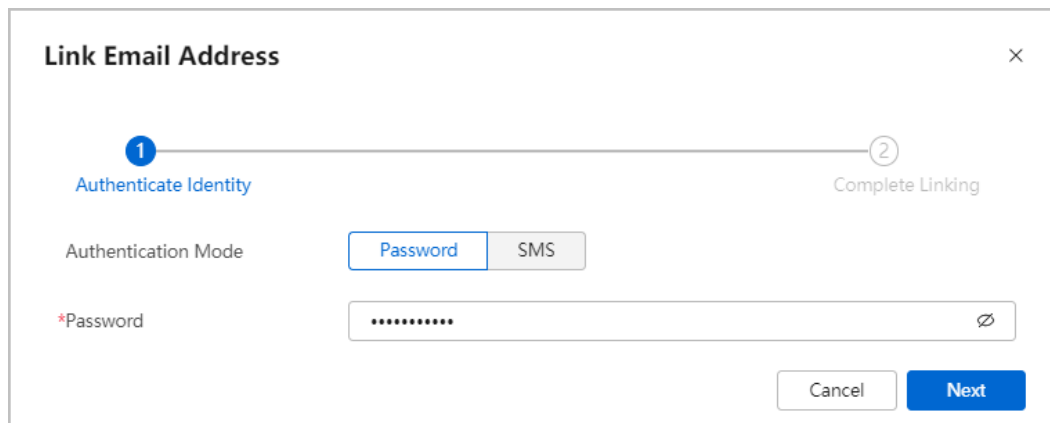 Link Email Address
1 2
Authenticate Identity Complete Linking
Authentication Mode Password SMS
*Password •••••••••••
Cancel Next